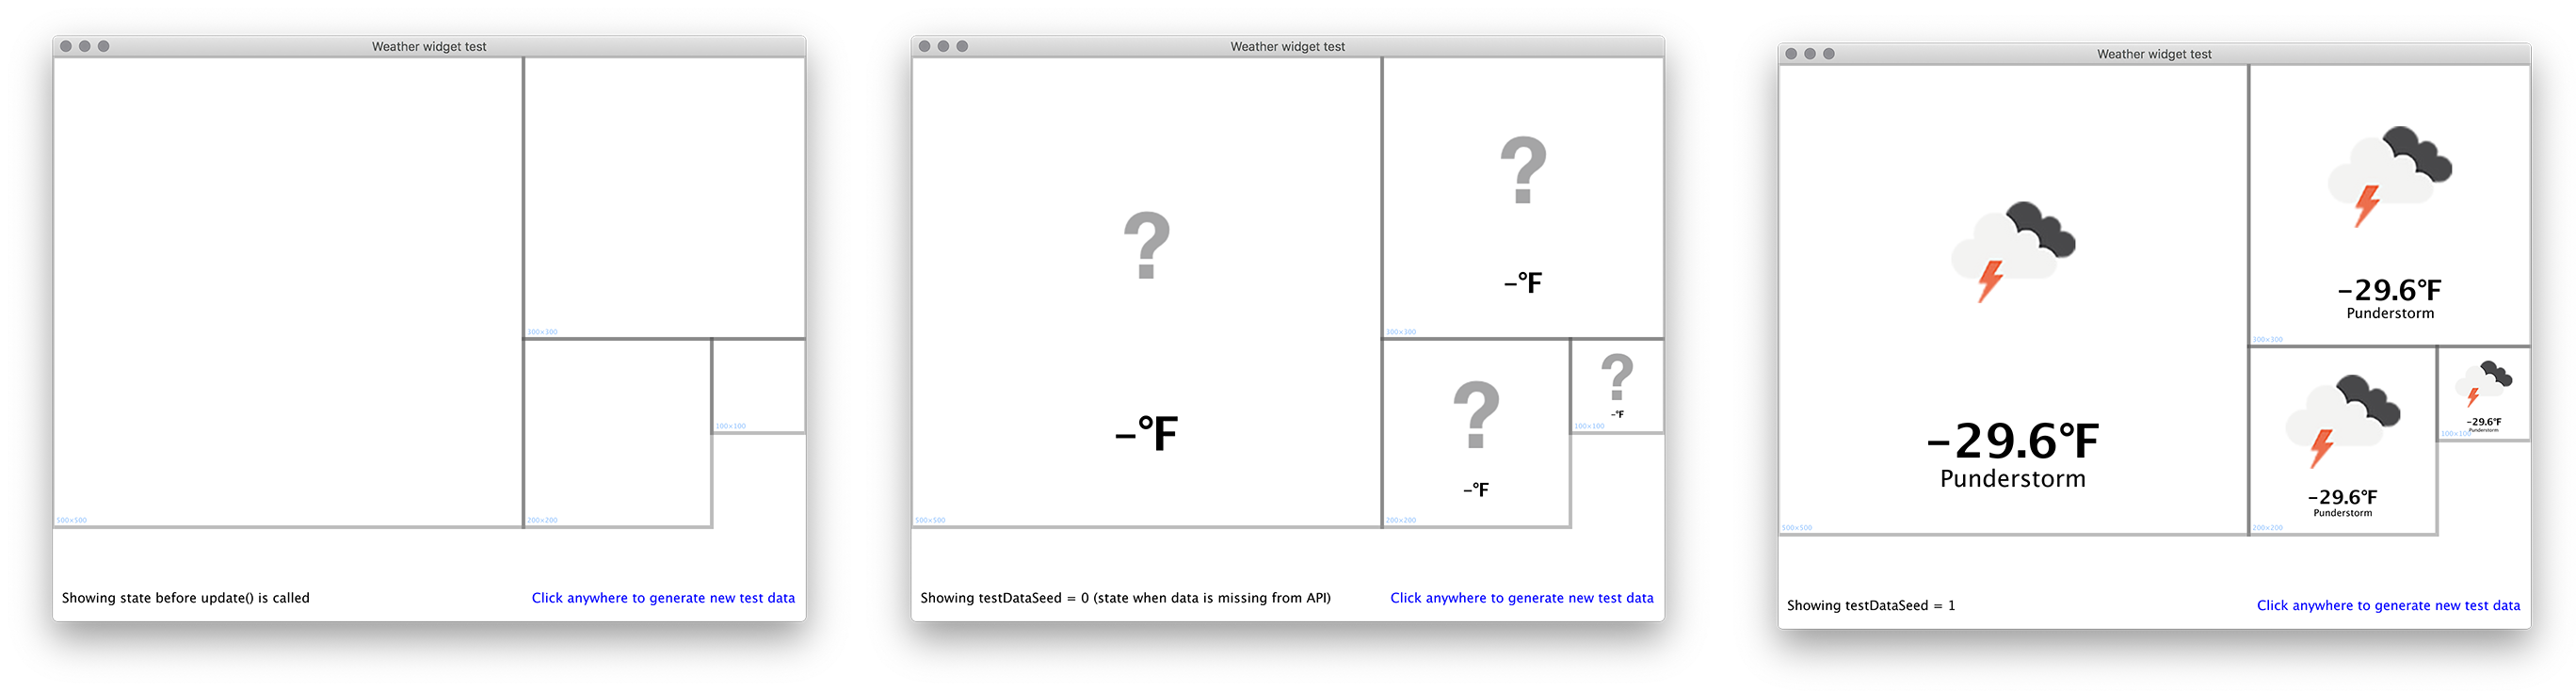 Weather widget test
300×300
100×100
500×500
200×200
Showing state before update() is called
Click anywhere to generate new test data
Weather widget test
?
–°F
300×300
?
–°F
500×500
?
–°F
200×200
?
–°F
100×100
Showing testDataSeed = 0 (state when data is missing from API)
Click anywhere to generate new test data
Weather widget test
–29.6°F
Punderstorm
300×300
–29.6°F
Punderstorm
500×500
–29.6°F
Punderstorm
200×200
–29.6°F
Punderstorm
100×100
Showing testDataSeed = 1
Click anywhere to generate new test data